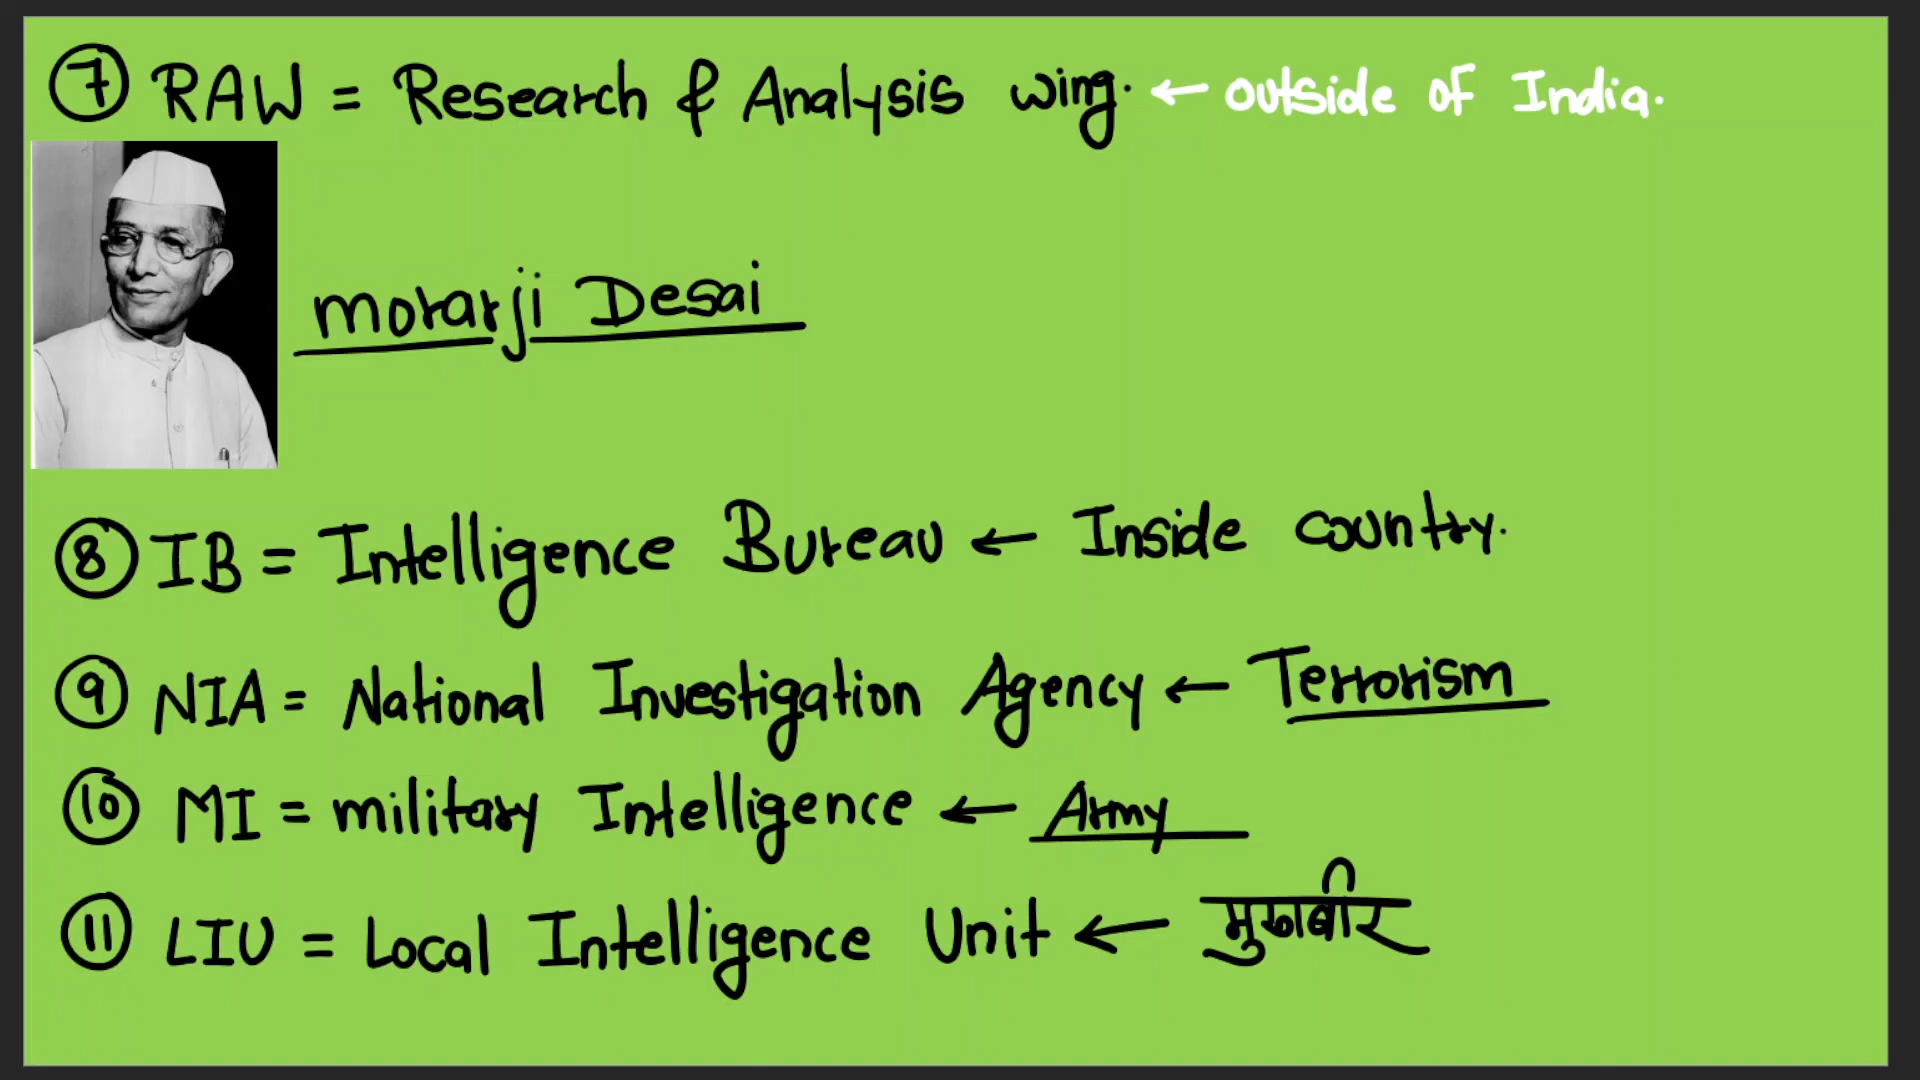 7 RAW = Research & Analysis wing. ← outside of India.
morarji Desai
8 IB = Intelligence Bureau ← Inside country.
9 NIA = National Investigation Agency ← Terrorism
10 MI = military Intelligence ← Army
11 LIU = Local Intelligence Unit ← मुखबीर